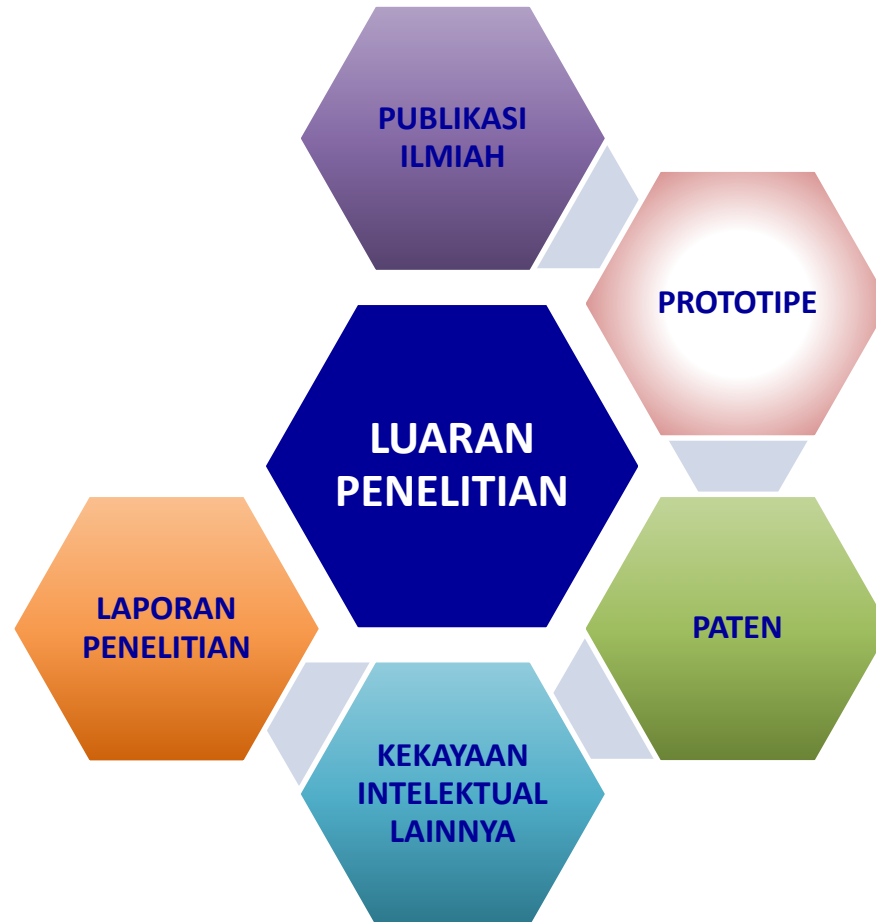 PUBLIKASI
ILMIAH
PROTOTIPE
LUARAN
PENELITIAN
LAPORAN
PENELITIAN
PATEN
KEKAYAAN
INTELEKTUAL
LAINNYA